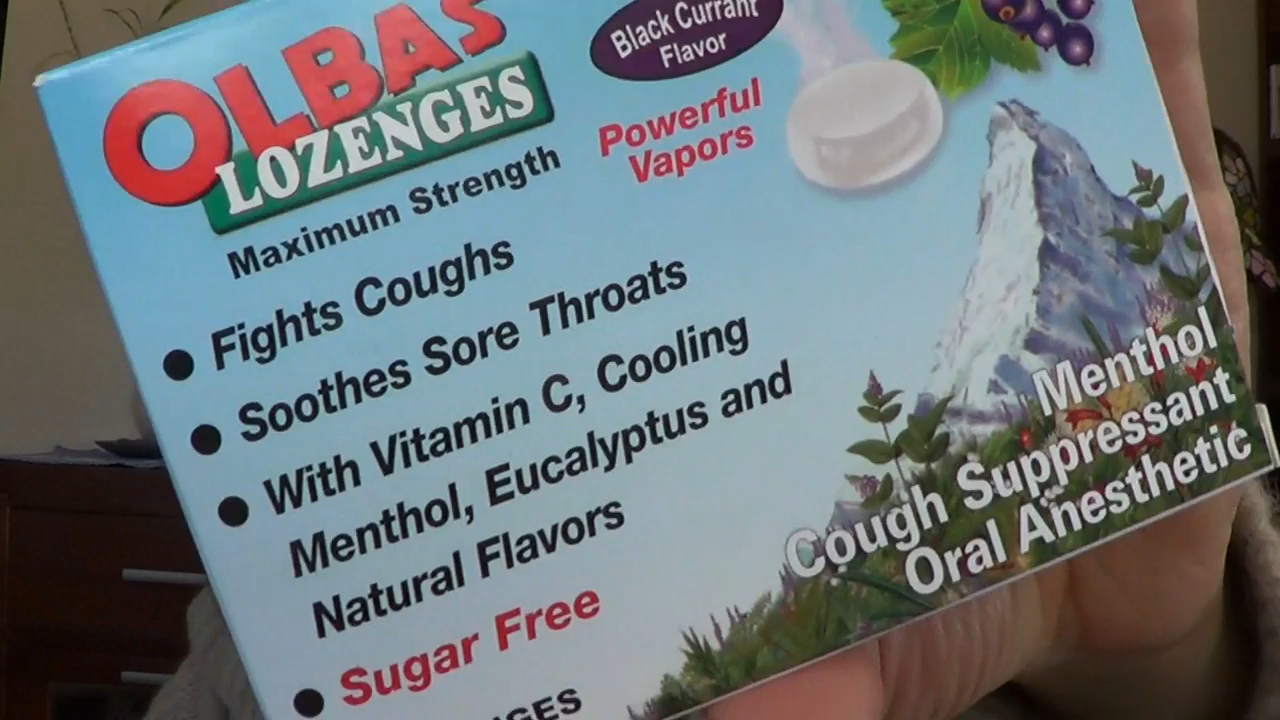 OLBAS
LOZENGES
Maximum Strength
Black Currant
Flavor
Powerful
Vapors
● Fights Coughs
● Soothes Sore Throats
● With Vitamin C, Cooling
Menthol, Eucalyptus and
Natural Flavors
● Sugar Free
Menthol
Cough Suppressant
Oral Anesthetic